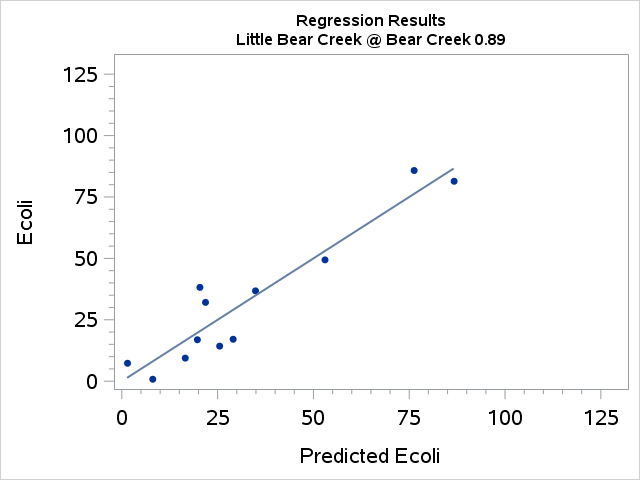 Regression Results
Little Bear Creek @ Bear Creek 0.89
125
100
75
50
25
0
Ecoli
0 25 50 75 100 125
Predicted Ecoli